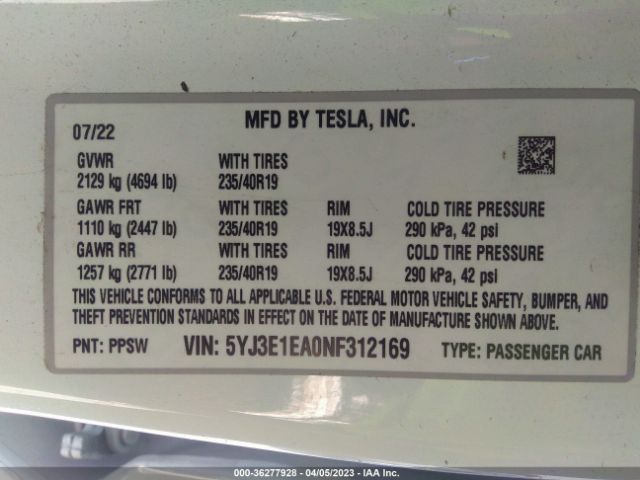 07/22 MFD BY TESLA, INC.
GVWR WITH TIRES
2129 kg (4694 lb) 235/40R19
GAWR FRT WITH TIRES RIM COLD TIRE PRESSURE
1110 kg (2447 lb) 235/40R19 19X8.5J 290 kPa, 42 psi
GAWR RR WITH TIRES RIM COLD TIRE PRESSURE
1257 kg (2771 lb) 235/40R19 19X8.5J 290 kPa, 42 psi
THIS VEHICLE CONFORMS TO ALL APPLICABLE U.S. FEDERAL MOTOR VEHICLE SAFETY, BUMPER, AND
THEFT PREVENTION STANDARDS IN EFFECT ON THE DATE OF MANUFACTURE SHOWN ABOVE.
PNT: PPSW VIN: 5YJ3E1EA0NF312169 TYPE: PASSENGER CAR
000-36277928 - 04/05/2023 - IAA Inc.